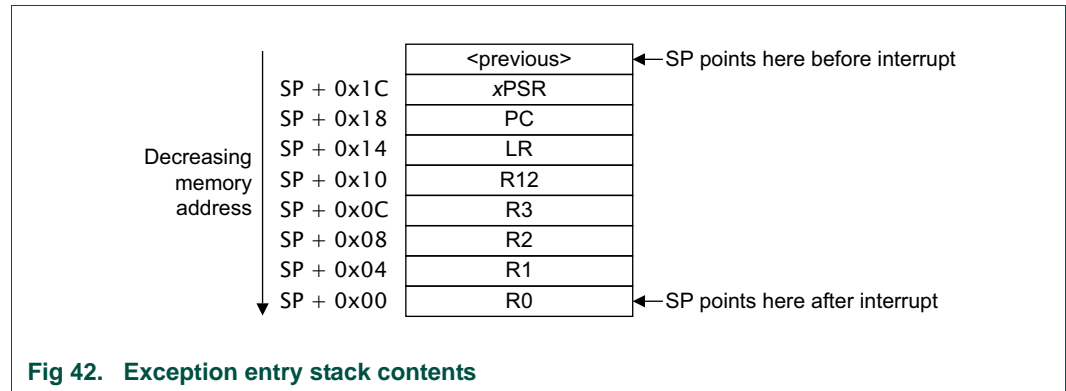 <previous>
SP points here before interrupt
SP + 0x1C xPSR
SP + 0x18 PC
SP + 0x14 LR
Decreasing
memory
address
SP + 0x10 R12
SP + 0x0C R3
SP + 0x08 R2
SP + 0x04 R1
SP + 0x00 R0
SP points here after interrupt
Fig 42. Exception entry stack contents